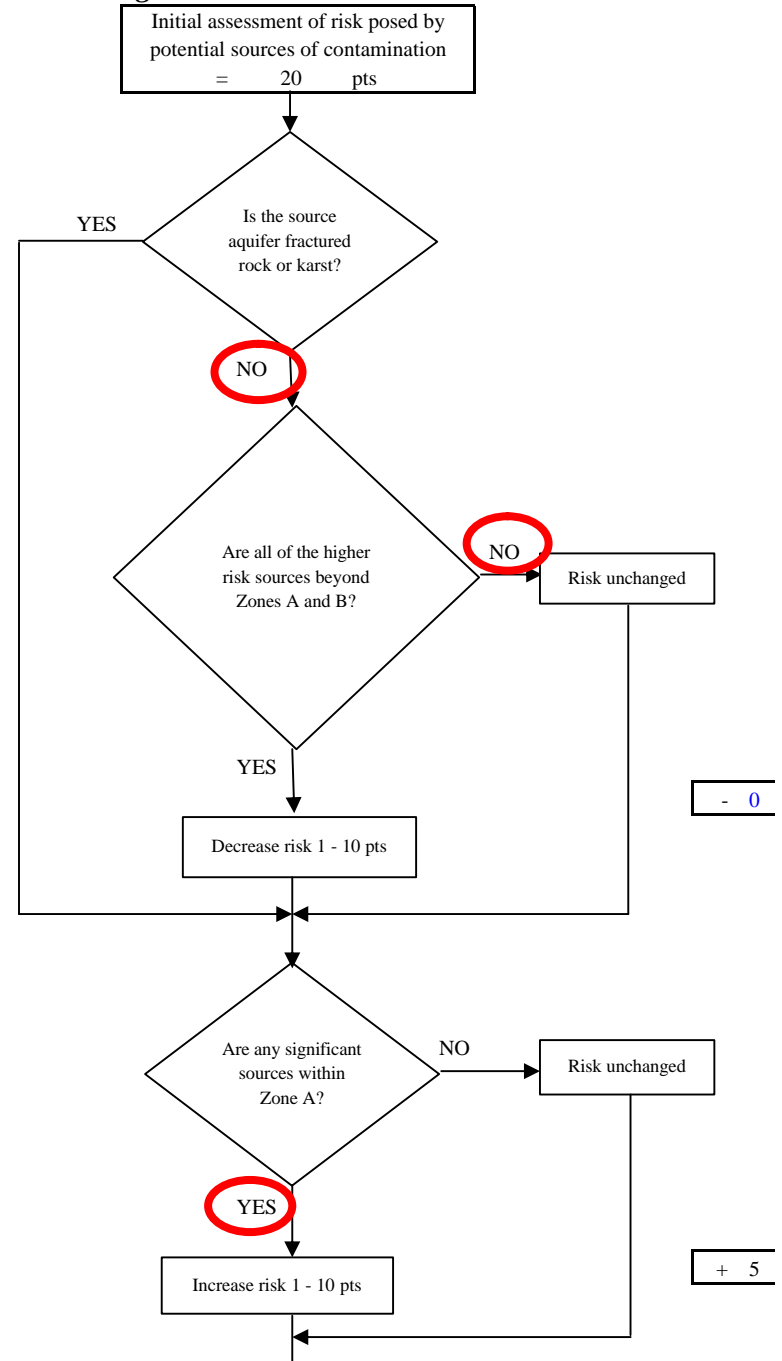 Initial assessment of risk posed by
potential sources of contamination
= 20 pts
YES
Is the source
aquifer fractured
rock or karst?
NO
Are all of the higher
risk sources beyond
Zones A and B?
NO
Risk unchanged
YES
- 0
Decrease risk 1 - 10 pts
Are any significant
sources within
Zone A?
NO
Risk unchanged
YES
+ 5
Increase risk 1 - 10 pts